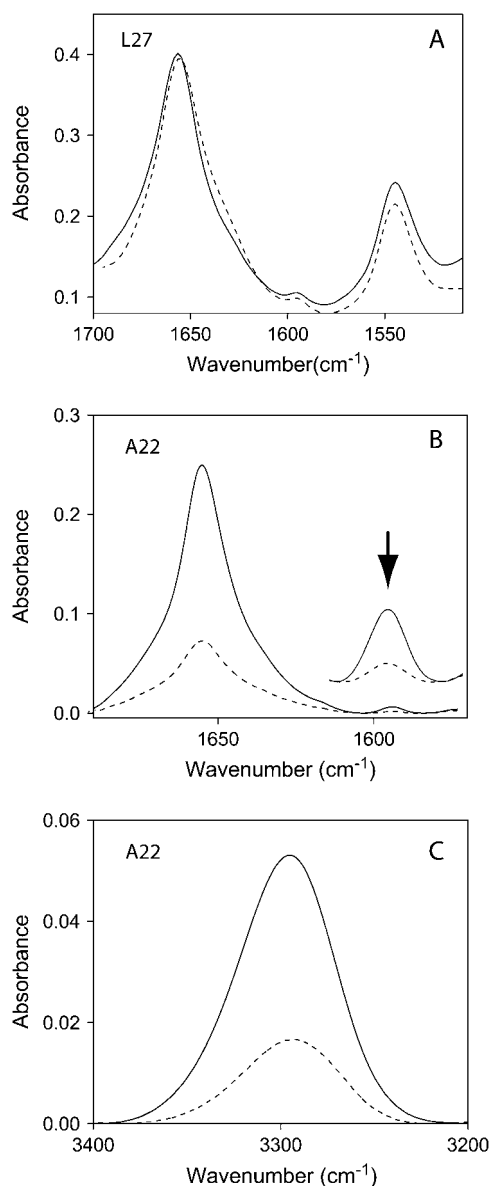 L27
A
0.4
0.3
0.2
0.1
Absorbance
1700
1650
1600
1550
Wavenumber(cm-1)
A22
B
0.3
0.2
0.1
0.0
Absorbance
1650
1600
Wavenumber (cm-1)
A22
C
0.06
0.04
0.02
0.00
Absorbance
3400
3300
3200
Wavenumber (cm-1)